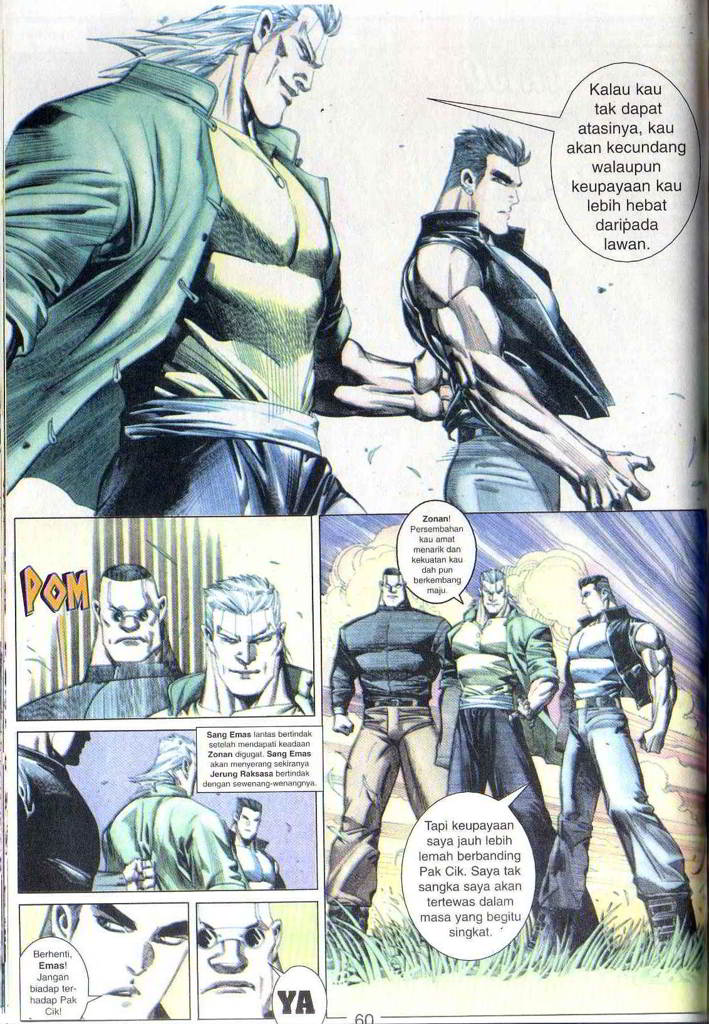 Kalau kau
tak dapat
atasinya, kau
akan kecundang
walaupun
keupayaan kau
lebih hebat
daripada
lawan.
POM
Zonan!
Persembahan
kau amat
menarik dan
kekuatan kau
dah pun
berkembang
maju.
Sang Emas lantas bertindak
setelah mendapati keadaan
Zonan digugat. Sang Emas
akan menyerang sekiranya
Jerung Raksasa bertindak
dengan sewenang-wenangnya.
Tapi keupayaan
saya jauh lebih
lemah berbanding
Pak Cik. Saya tak
sangka saya akan
tertewas dalam
masa yang begitu
singkat.
Berhenti,
Emas!
Jangan
biadap ter-
hadap Pak
Cik!
YA
60